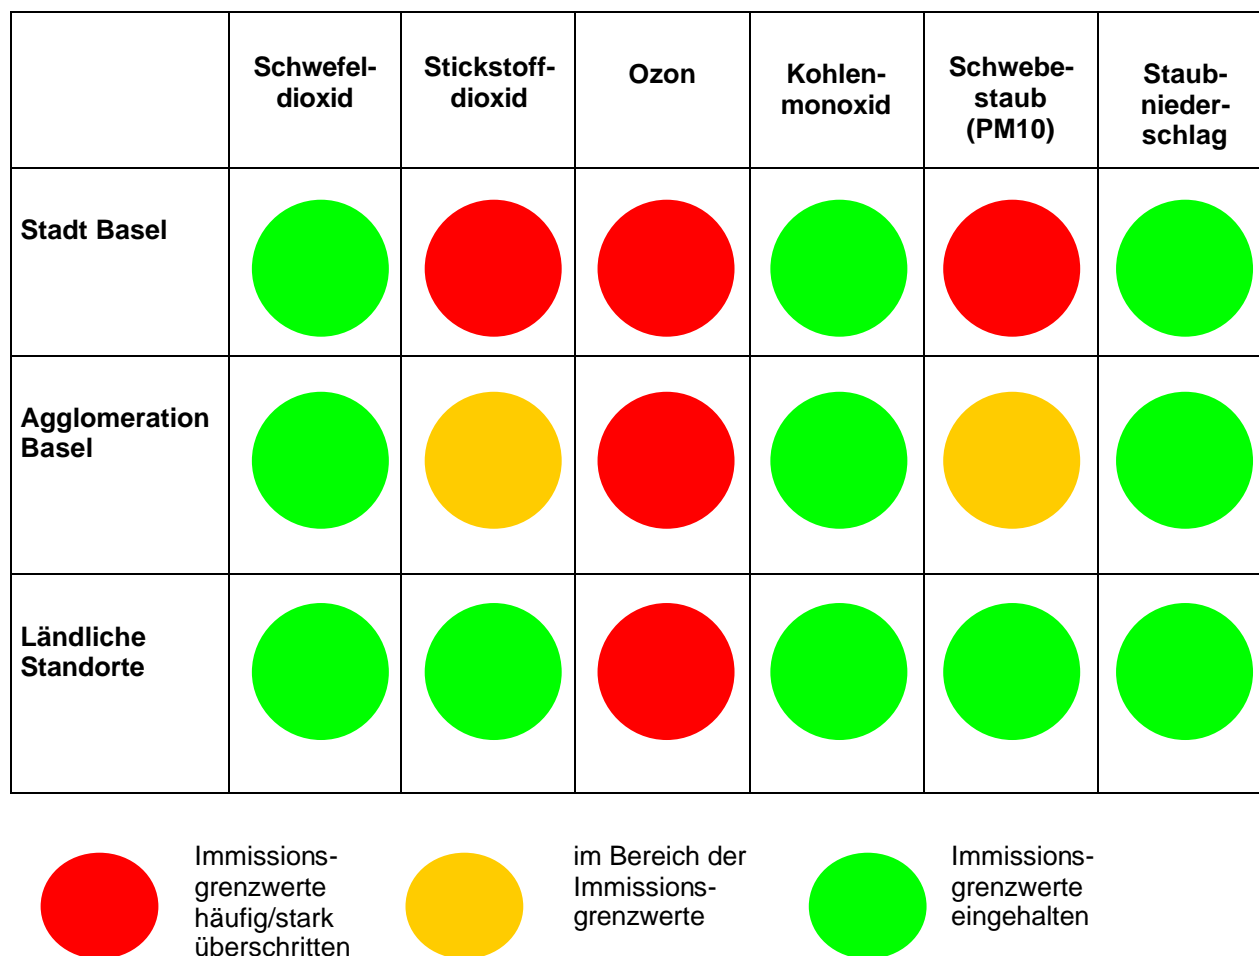 Schwefel-
dioxid
Stickstoff-
dioxid
Ozon
Kohlen-
monoxid
Schwebe-
staub
(PM10)
Staub-
nieder-
schlag
Stadt Basel
Agglomeration
Basel
Ländliche
Standorte
Immissions-
grenzwerte
häufig/stark
überschritten
im Bereich der
Immissions-
grenzwerte
Immissions-
grenzwerte
eingehalten